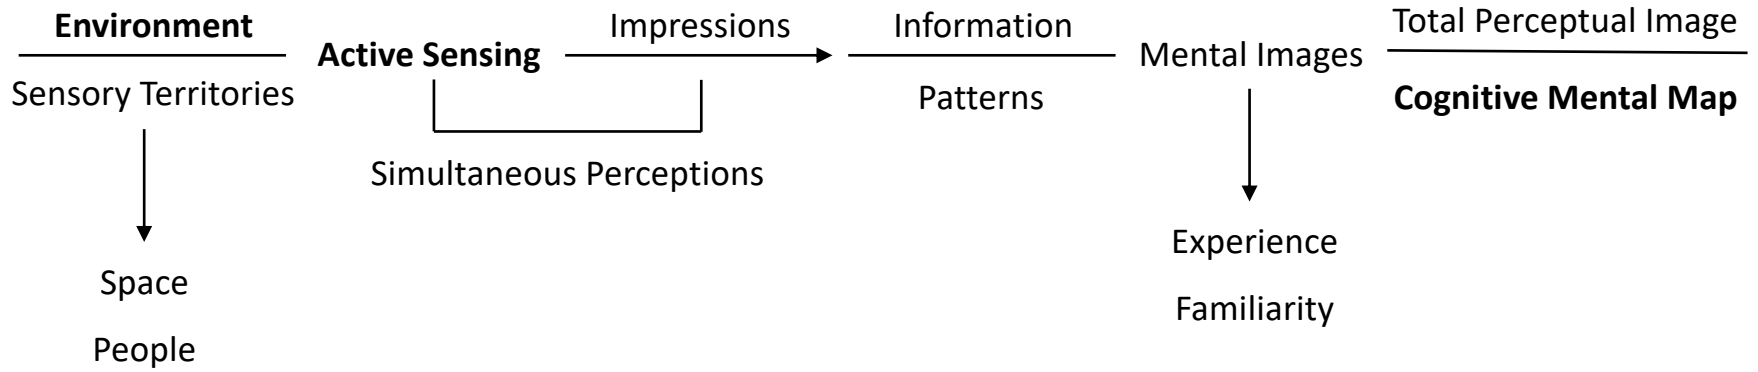 Environment
Sensory Territories
Space
People
Active Sensing
Simultaneous Perceptions
Impressions
Information
Patterns
Mental Images
Experience
Familiarity
Total Perceptual Image
Cognitive Mental Map